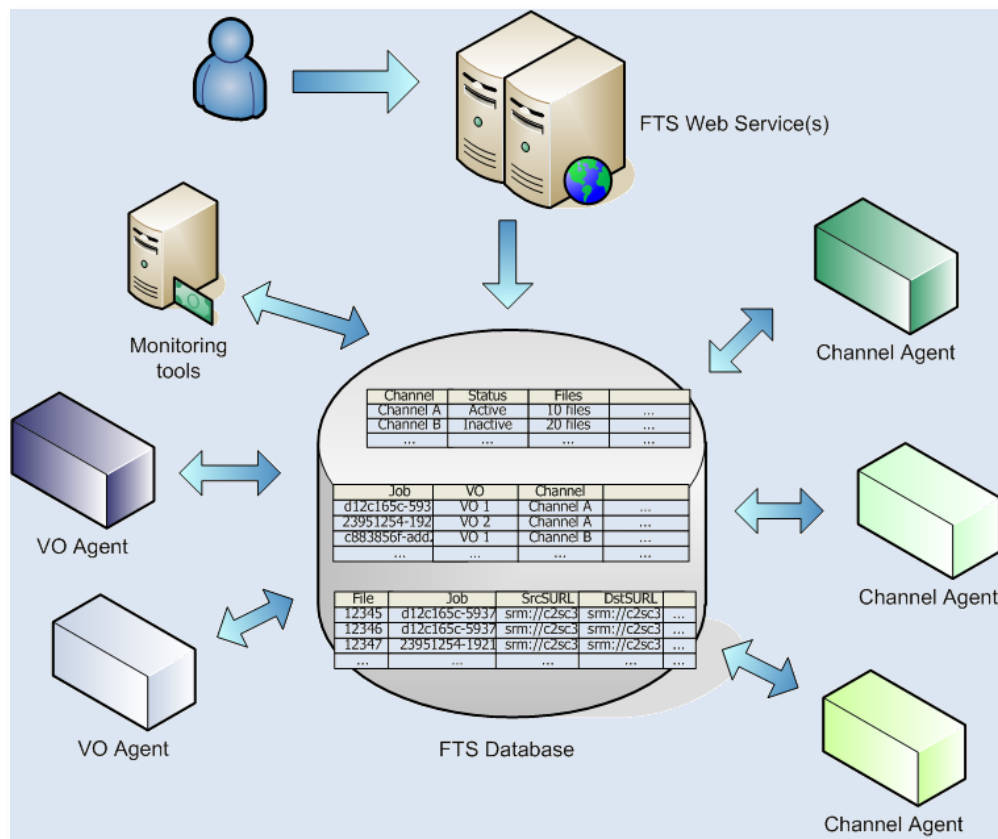 FTS Web Service(s)
Monitoring
tools
Channel Agent
Channel Status Files
Channel A Active 10 files ...
Channel B Inactive 20 files ...
... ... ... ...
VO Agent
Job VO Channel
d12c165c-593 VO 1 Channel A ...
23951254-192 VO 2 Channel A ...
c883856f-add. VO 1 Channel B ...
... ... ... ...
Channel Agent
File Job SrcSURL DstSURL ...
12345 d12c165c-5937 srm://c2sc3 srm://c2sc3 ...
12346 d12c165c-5937 srm://c2sc3 srm://c2sc3 ...
12347 23951254-1921 srm://c2sc3 srm://c2sc3 ...
... ... ... ... ...
VO Agent
FTS Database
Channel Agent